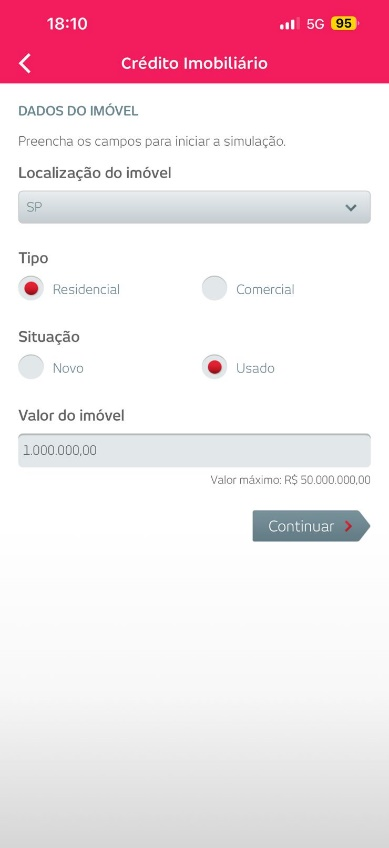 18:10
5G
95
Crédito Imobiliário
DADOS DO IMÓVEL
Preencha os campos para iniciar a simulação.
Localização do imóvel
SP
Tipo
Residencial
Comercial
Situação
Novo
Usado
Valor do imóvel
1.000.000,00
Valor máximo: R$ 50.000.000,00
Continuar